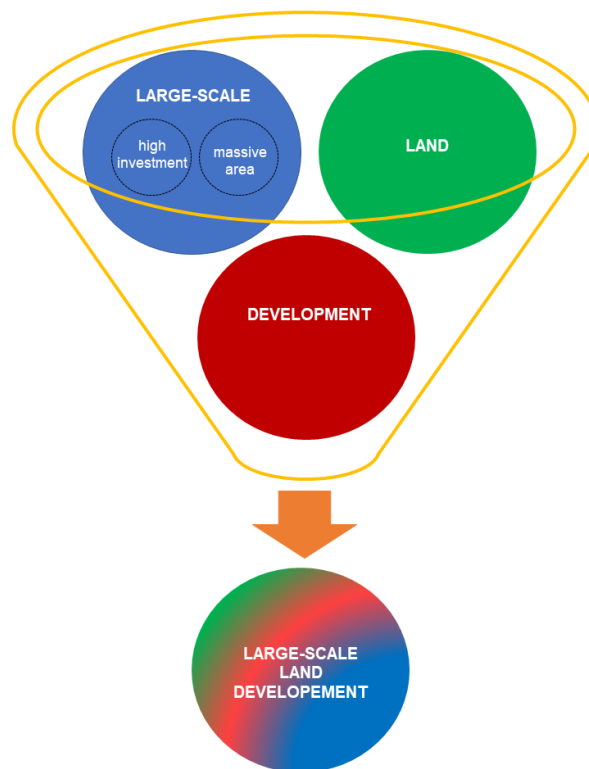 LARGE-SCALE
high
investment
massive
area
LAND
DEVELOPMENT
LARGE-SCALE
LAND
DEVELOPEMENT